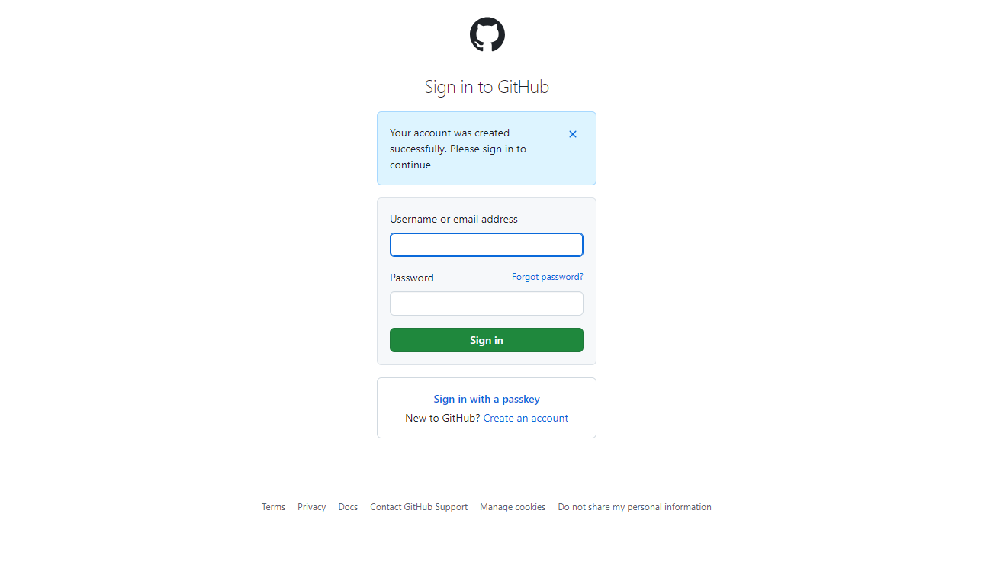 Sign in to GitHub
Your account was created
successfully. Please sign in to
continue
Username or email address
Password Forgot password?
Sign in
Sign in with a passkey
New to GitHub? Create an account
Terms Privacy Docs Contact GitHub Support Manage cookies Do not share my personal information